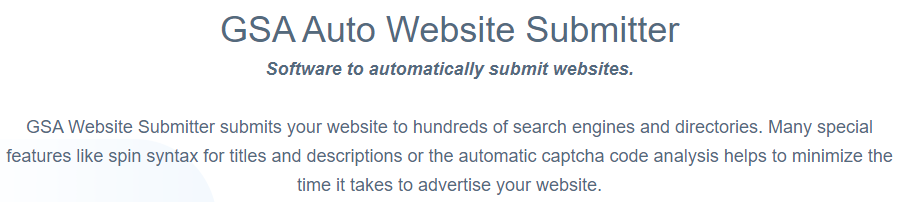 GSA Auto Website Submitter
Software to automatically submit websites.
GSA Website Submitter submits your website to hundreds of search engines and directories. Many special
features like spin syntax for titles and descriptions or the automatic captcha code analysis helps to minimize the
time it takes to advertise your website.